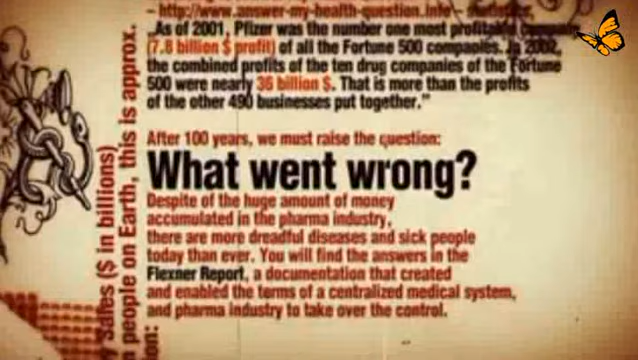 - http://www.answer-my-health-question.info/
„As of 2001, Pfizer was the number one most profitable
(7.8 billion $ profit) of all the Fortune 500 companies. In 2002,
the combined profits of the ten drug companies of the Fortune
500 were nearly 36 billion $. That is more than the profits
of the other 490 businesses put together."
After 100 years, we must raise the question:
What went wrong?
Despite of the huge amount of money
accumulated in the pharma industry,
there are more dreadful diseases and sick people
today than ever. You will find the answers in the
Flexner Report, a documentation that created
and enabled the terms of a centralized medical system,
and pharma industry to take over the control.
Sales ($ in billions)
people on Earth, this is approx.